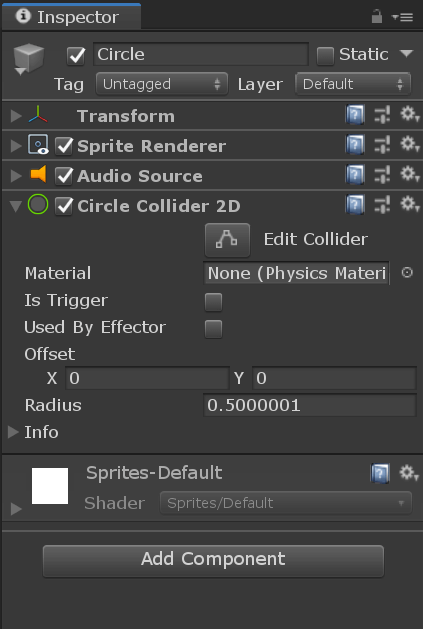 Inspector
Circle
Static
Tag Untagged Layer Default
Transform
Sprite Renderer
Audio Source
Circle Collider 2D
Edit Collider
Material None (Physics Materi
Is Trigger
Used By Effector
Offset
X 0 Y 0
Radius 0.5000001
Info
Sprites-Default
Shader Sprites/Default
Add Component